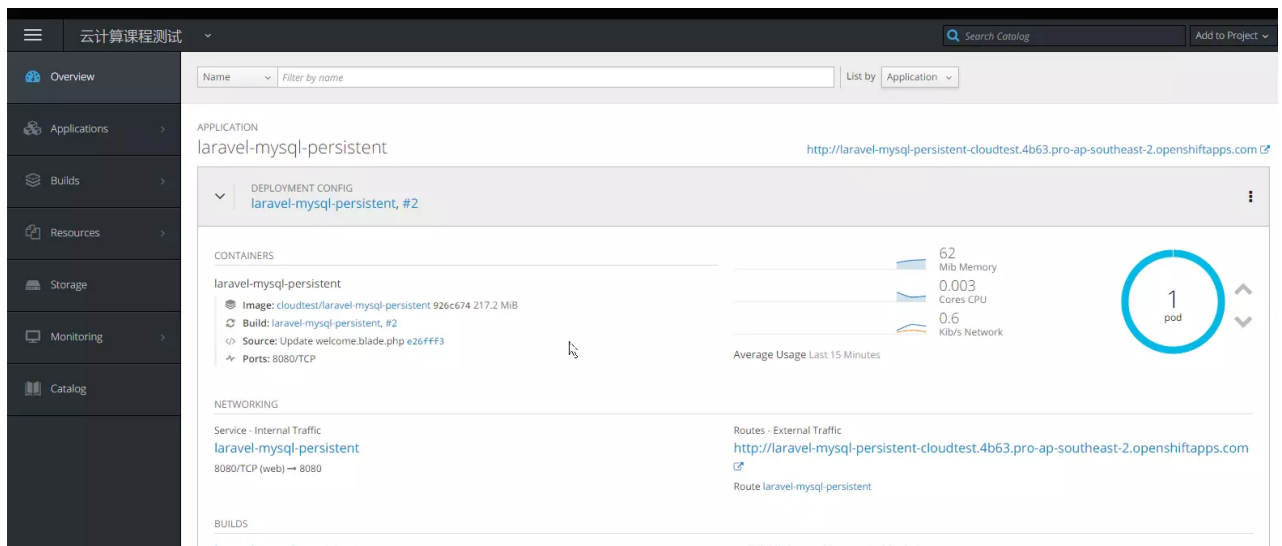 云计算课程测试
Search Catalog
Add to Project
Overview
Name
Filter by name
List by
Application
Applications
Builds
Resources
Storage
Monitoring
Catalog
APPLICATION
laravel-mysql-persistent
http://laravel-mysql-persistent-cloudtest.4b63.pro-ap-southeast-2.openshiftapps.com
DEPLOYMENT CONFIG
laravel-mysql-persistent, #2
CONTAINERS
laravel-mysql-persistent
Image: cloudtest/laravel-mysql-persistent 926c674 217.2 MiB
Build: laravel-mysql-persistent, #2
Source: Update welcome.blade.php e26fff3
Ports: 8080/TCP
62
Mib Memory
0.003
Cores CPU
0.6
Kib/s Network
Average Usage Last 15 Minutes
1
pod
NETWORKING
Service - Internal Traffic
laravel-mysql-persistent
8080/TCP (web) → 8080
Routes - External Traffic
http://laravel-mysql-persistent-cloudtest.4b63.pro-ap-southeast-2.openshiftapps.com
Route laravel-mysql-persistent
BUILDS